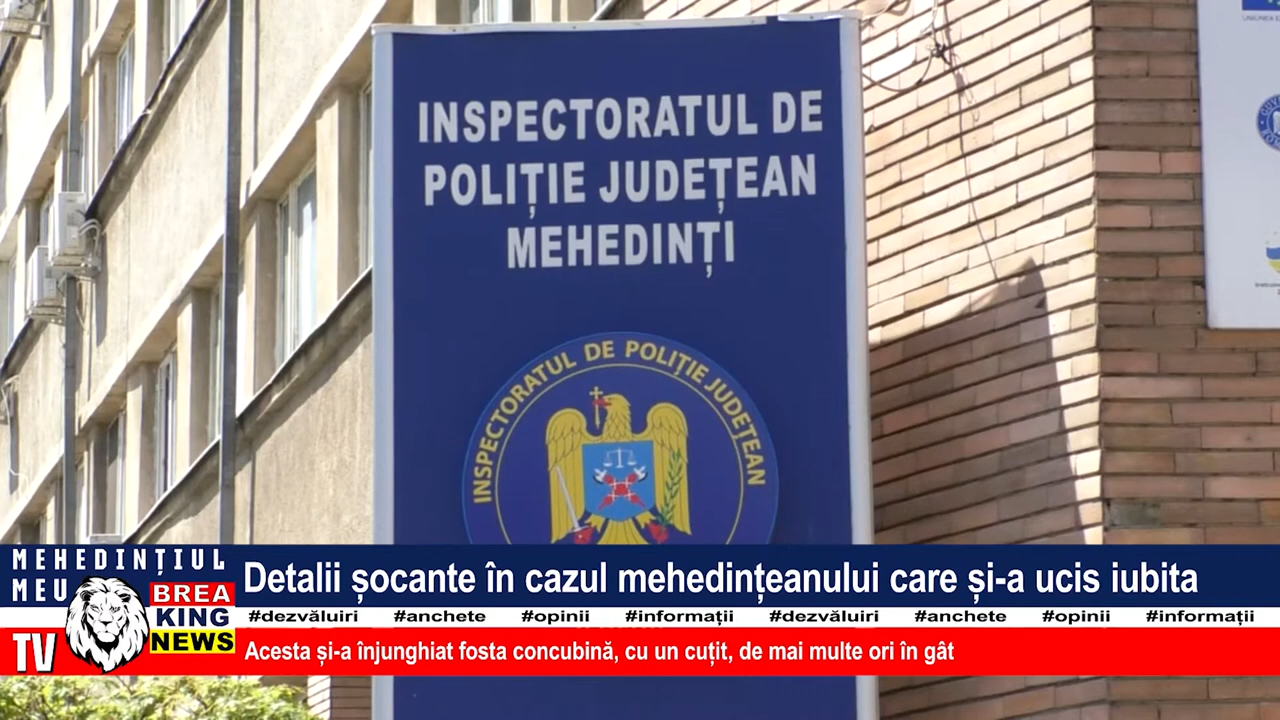 INSPECTORATUL DE
POLIȚIE JUDEȚEAN
MEHEDINȚI
INSPECTORATUL DE POLIȚIE JUDEȚEAN
MEHEDINȚIUL
MEU
TV
BREA
KING
NEWS
Detalii șocante în cazul mehedințeanului care și-a ucis iubita
#dezvăluiri #anchete #opinii #informații #dezvăluiri #anchete #opinii #informații
Acesta și-a înjunghiat fosta concubină, cu un cuțit, de mai multe ori în gât